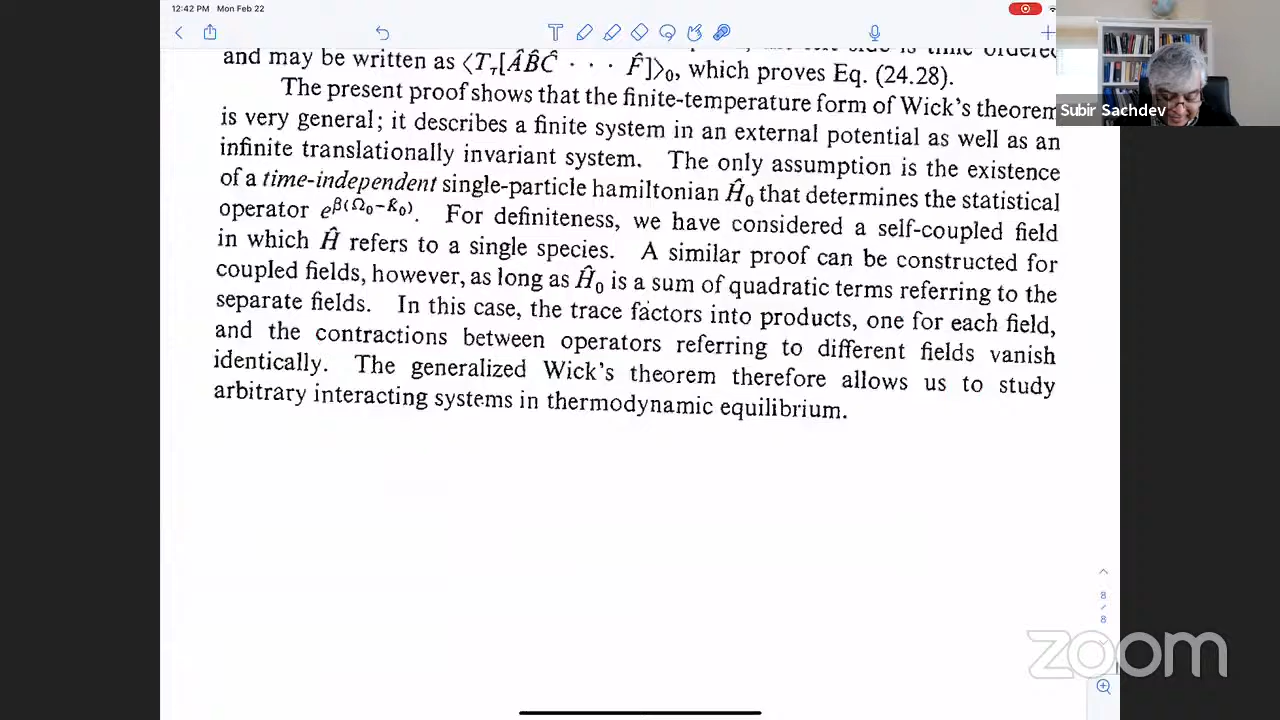 12:42 PM Mon Feb 22
side is time ordered
and may be written as ⟨T_τ[ÂB̂Ĉ · · · F̂]⟩₀, which proves Eq. (24.28).
The present proof shows that the finite-temperature form of Wick's theorem
is very general; it describes a finite system in an external potential as well as an
infinite translationally invariant system. The only assumption is the existence
of a time-independent single-particle hamiltonian Ĥ₀ that determines the statistical
operator e^{β(Ω₀−K̂₀)}. For definiteness, we have considered a self-coupled field
in which Ĥ refers to a single species. A similar proof can be constructed for
coupled fields, however, as long as Ĥ₀ is a sum of quadratic terms referring to the
separate fields. In this case, the trace factors into products, one for each field,
and the contractions between operators referring to different fields vanish
identically. The generalized Wick's theorem therefore allows us to study
arbitrary interacting systems in thermodynamic equilibrium.
Subir Sachdev
8
/
8
zoom